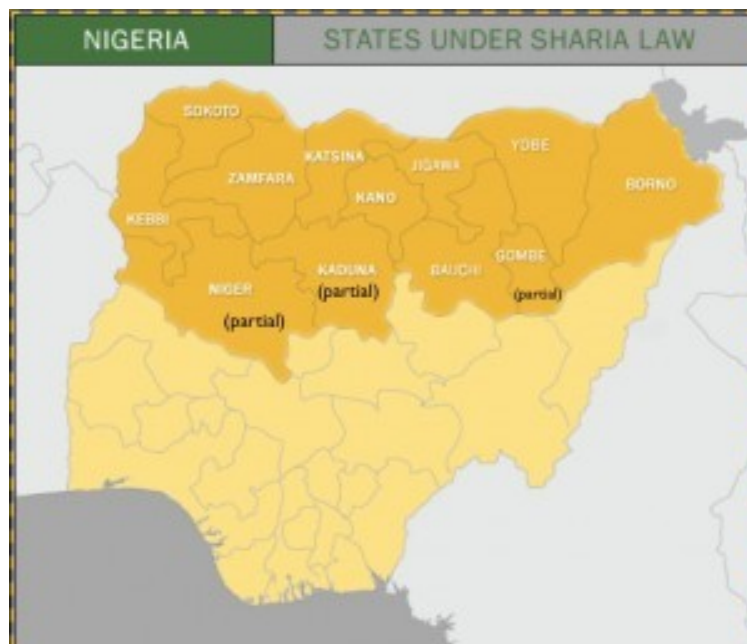 NIGERIA
STATES UNDER SHARIA LAW
SOKOTO
KATSINA
JIGAWA
YOBE
ZAMFARA
KANO
BORNO
KEBBI
GOMBE
KADUNA
BAUCHI
NIGER
(partial)
(partial)
(partial)